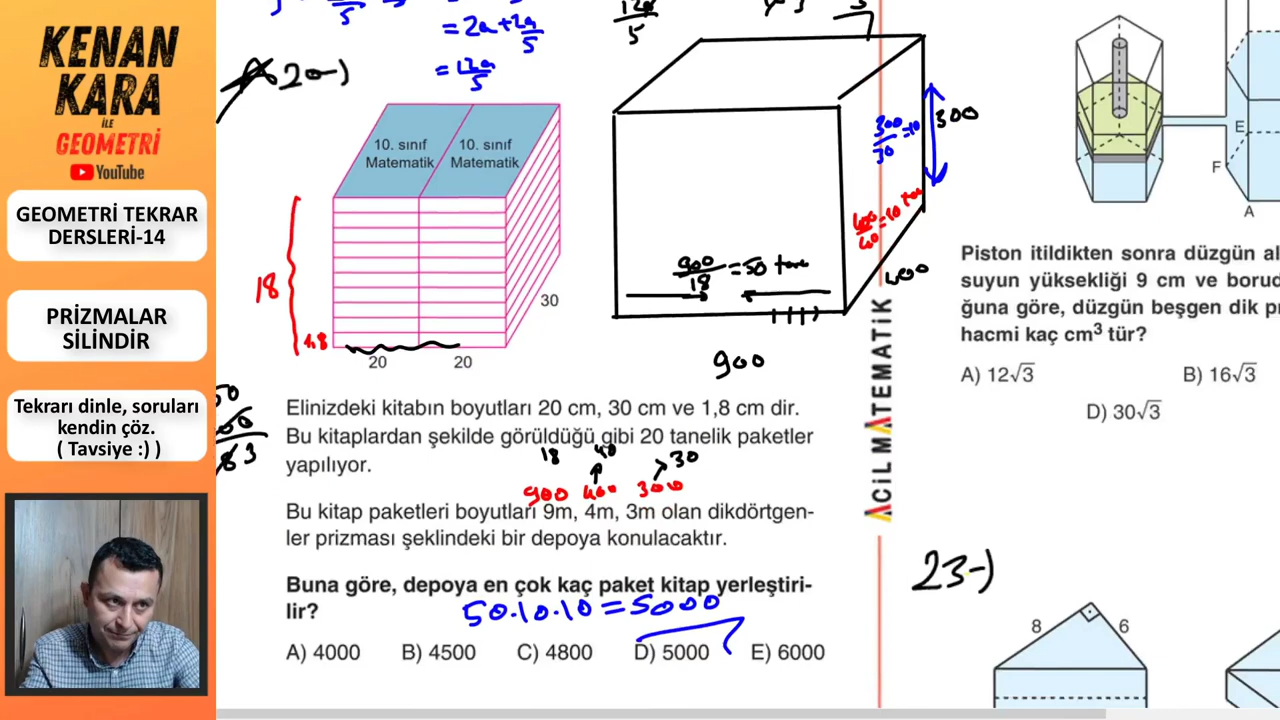 KENAN
KARA
İLE
GEOMETRİ
YouTube
GEOMETRİ TEKRAR
DERSLERİ-14
PRİZMALAR
SİLİNDİR
Tekrarı dinle, soruları
kendin çöz.
( Tavsiye :) )
= 2a + 2a/5
= 12a/5
12a/5
20-)
10. sınıf
Matematik
10. sınıf
Matematik
18
1,8
30
20
20
300
300/30 = 10
400/40 = 10 tane
400
900/18 = 50 tane
900
Elinizdeki kitabın boyutları 20 cm, 30 cm ve 1,8 cm dir.
Bu kitaplardan şekilde görüldüğü gibi 20 tanelik paketler
yapılıyor.
18 40 30
900 400 300
Bu kitap paketleri boyutları 9m, 4m, 3m olan dikdörtgen-
ler prizması şeklindeki bir depoya konulacaktır.
Buna göre, depoya en çok kaç paket kitap yerleştiri-
lir?
50.10.10 = 5000
A) 4000 B) 4500 C) 4800 D) 5000 E) 6000
ACİL MATEMATİK
E
F
A
Piston itildikten sonra düzgün al
suyun yüksekliği 9 cm ve borud
ğuna göre, düzgün beşgen dik pr
hacmi kaç cm³ tür?
A) 12√3 B) 16√3
D) 30√3
23-)
8 6